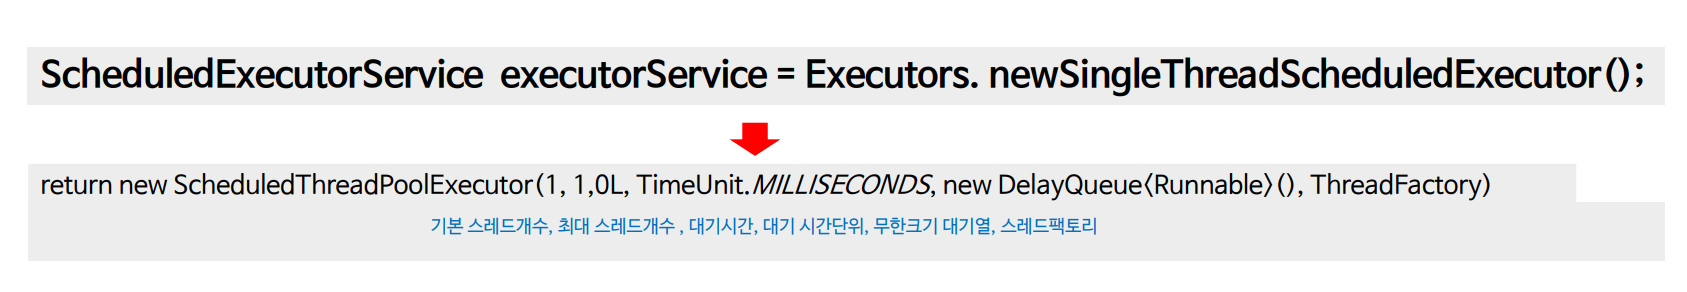 ScheduledExecutorService executorService = Executors. newSingleThreadScheduledExecutor();
return new ScheduledThreadPoolExecutor(1, 1,0L, TimeUnit.MILLISECONDS, new DelayQueue<Runnable>(), ThreadFactory)
기본 스레드개수, 최대 스레드개수 , 대기시간, 대기 시간단위, 무한크기 대기열, 스레드팩토리